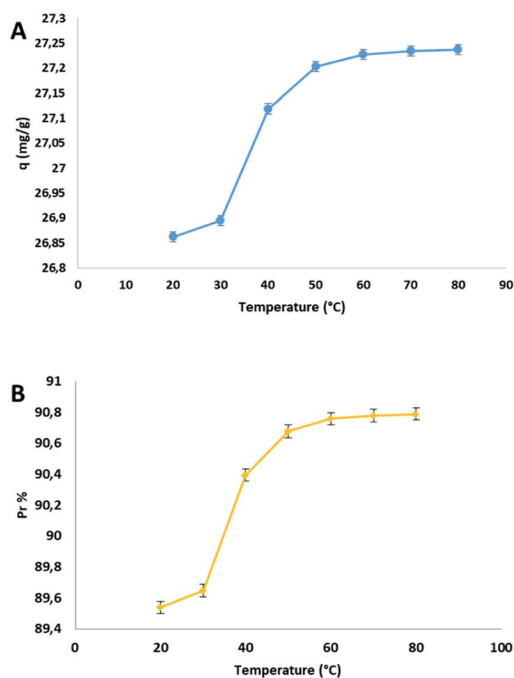 A
q (mg/g)
27,3
27,25
27,2
27,15
27,1
27,05
27
26,95
26,9
26,85
26,8
0 10 20 30 40 50 60 70 80 90
Temperature (°C)
B
Pr %
91
90,8
90,6
90,4
90,2
90
89,8
89,6
89,4
0 20 40 60 80 100
Temperature (°C)